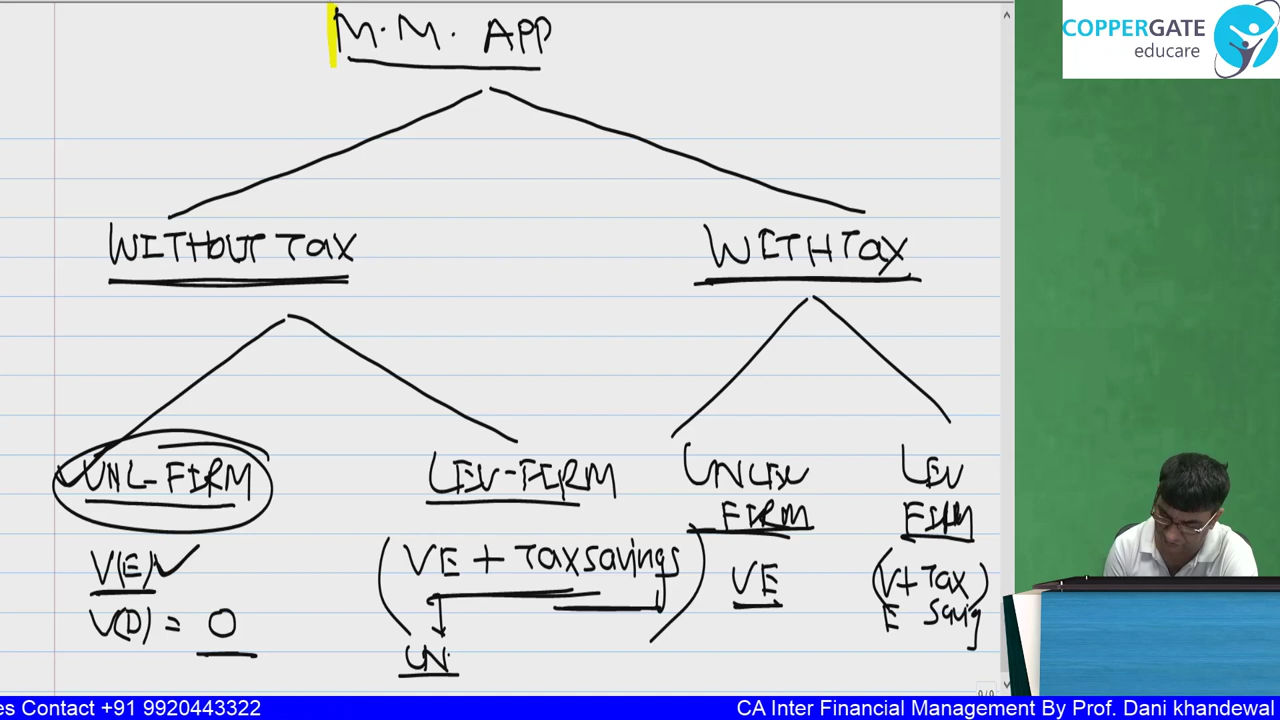 M.M. APP
COPPERGATE
educare
WITHOUT TAX
WITH TAX
UNL-FIRM
LEV-FIRM
UNLEV
FIRM
LEV
FIRM
V(E) ✓
V(D) = 0
(VE + Tax savings)
UN
VE
(V + Tax)
E Savig
es Contact +91 9920443322
CA Inter Financial Management By Prof. Dani khandewal